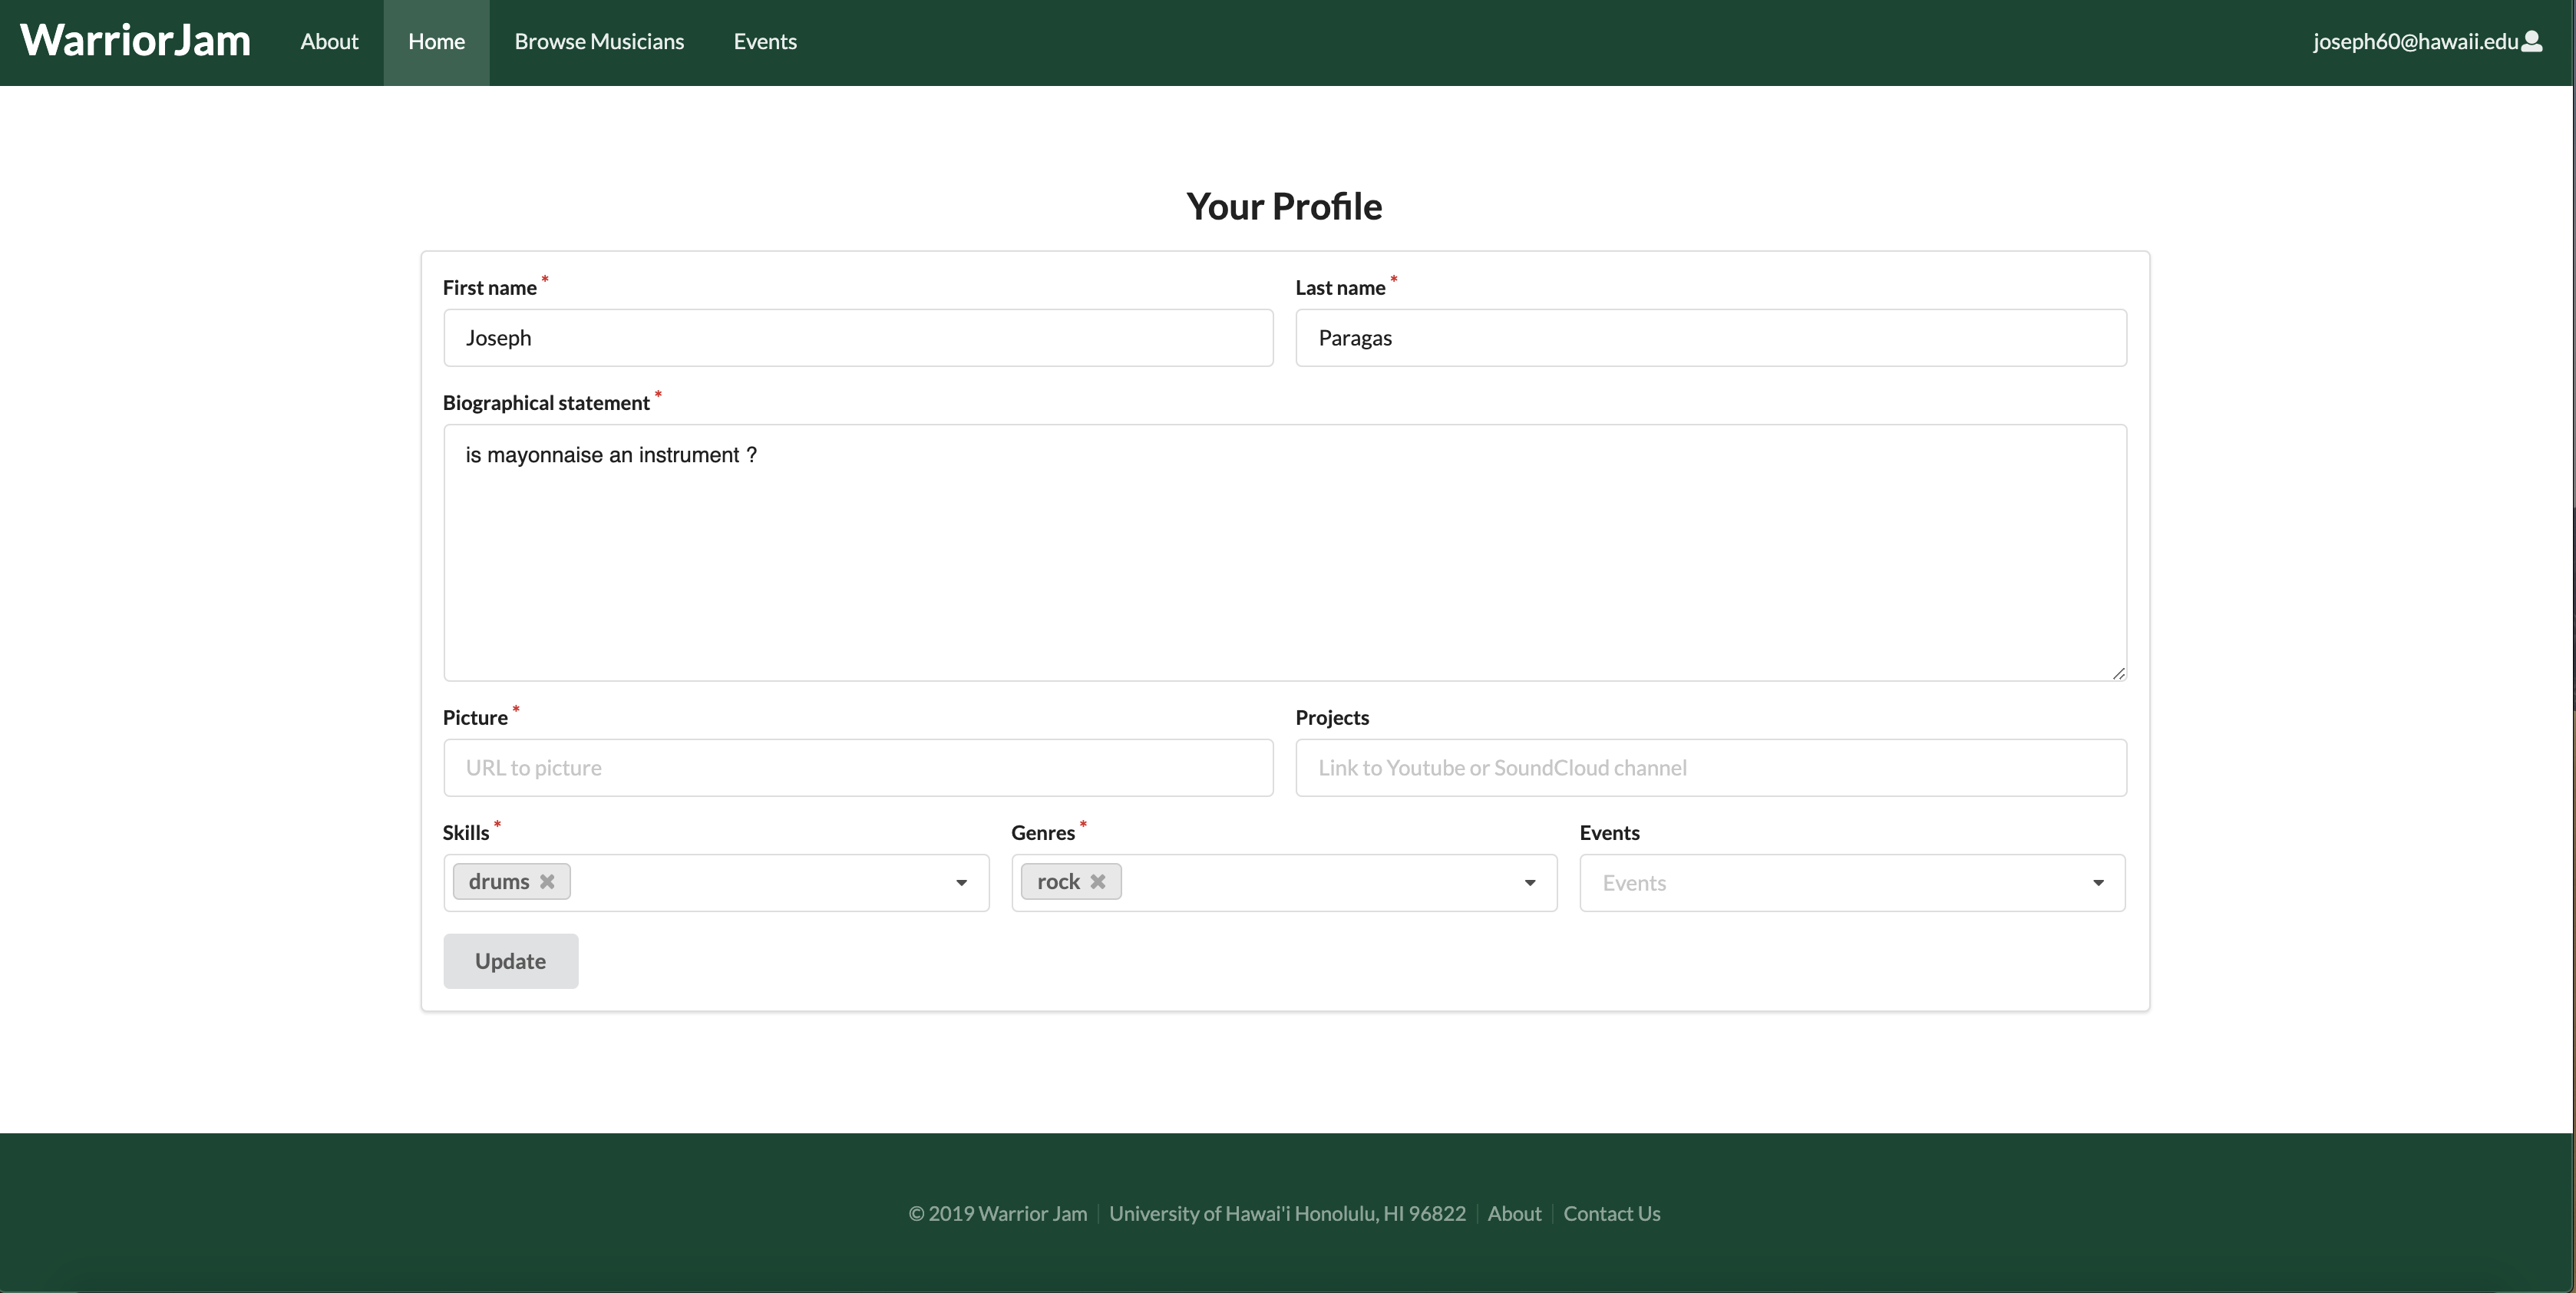 WarriorJam About Home Browse Musicians Events joseph60@hawaii.edu
Your Profile
First name * Last name *
Joseph Paragas
Biographical statement *
is mayonnaise an instrument ?
Picture * Projects
URL to picture Link to Youtube or SoundCloud channel
Skills * Genres * Events
drums rock Events
Update
© 2019 Warrior Jam University of Hawai'i Honolulu, HI 96822 About Contact Us